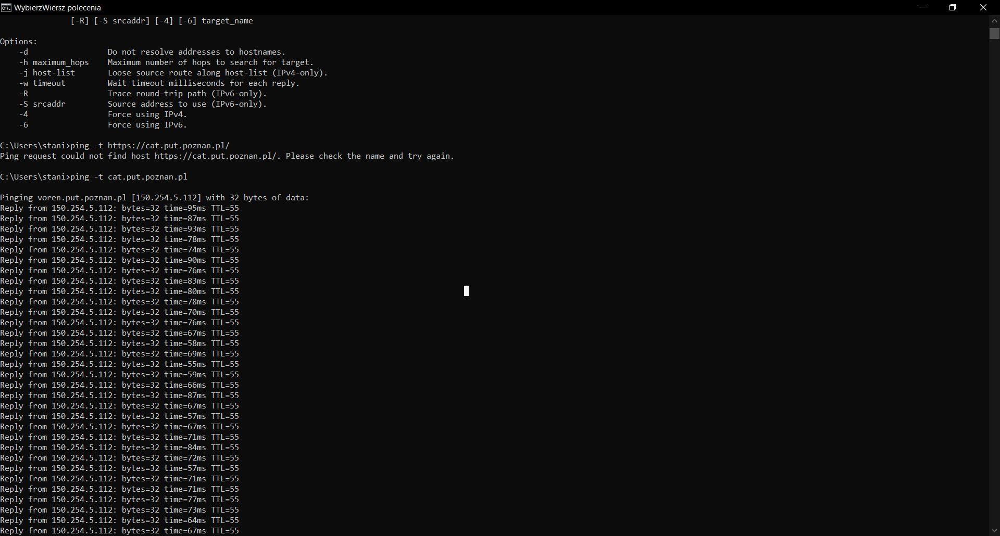 WybierzWiersz polecenia
[-R] [-S srcaddr] [-4] [-6] target_name
Options:
-d Do not resolve addresses to hostnames.
-h maximum_hops Maximum number of hops to search for target.
-j host-list Loose source route along host-list (IPv4-only).
-w timeout Wait timeout milliseconds for each reply.
-R Trace round-trip path (IPv6-only).
-S srcaddr Source address to use (IPv6-only).
-4 Force using IPv4.
-6 Force using IPv6.
C:\Users\stani>ping -t https://cat.put.poznan.pl/
Ping request could not find host https://cat.put.poznan.pl/. Please check the name and try again.
C:\Users\stani>ping -t cat.put.poznan.pl
Pinging voren.put.poznan.pl [150.254.5.112] with 32 bytes of data:
Reply from 150.254.5.112: bytes=32 time=95ms TTL=55
Reply from 150.254.5.112: bytes=32 time=87ms TTL=55
Reply from 150.254.5.112: bytes=32 time=93ms TTL=55
Reply from 150.254.5.112: bytes=32 time=78ms TTL=55
Reply from 150.254.5.112: bytes=32 time=74ms TTL=55
Reply from 150.254.5.112: bytes=32 time=90ms TTL=55
Reply from 150.254.5.112: bytes=32 time=76ms TTL=55
Reply from 150.254.5.112: bytes=32 time=83ms TTL=55
Reply from 150.254.5.112: bytes=32 time=80ms TTL=55
Reply from 150.254.5.112: bytes=32 time=78ms TTL=55
Reply from 150.254.5.112: bytes=32 time=70ms TTL=55
Reply from 150.254.5.112: bytes=32 time=76ms TTL=55
Reply from 150.254.5.112: bytes=32 time=67ms TTL=55
Reply from 150.254.5.112: bytes=32 time=58ms TTL=55
Reply from 150.254.5.112: bytes=32 time=69ms TTL=55
Reply from 150.254.5.112: bytes=32 time=55ms TTL=55
Reply from 150.254.5.112: bytes=32 time=59ms TTL=55
Reply from 150.254.5.112: bytes=32 time=66ms TTL=55
Reply from 150.254.5.112: bytes=32 time=87ms TTL=55
Reply from 150.254.5.112: bytes=32 time=67ms TTL=55
Reply from 150.254.5.112: bytes=32 time=57ms TTL=55
Reply from 150.254.5.112: bytes=32 time=67ms TTL=55
Reply from 150.254.5.112: bytes=32 time=71ms TTL=55
Reply from 150.254.5.112: bytes=32 time=84ms TTL=55
Reply from 150.254.5.112: bytes=32 time=72ms TTL=55
Reply from 150.254.5.112: bytes=32 time=57ms TTL=55
Reply from 150.254.5.112: bytes=32 time=71ms TTL=55
Reply from 150.254.5.112: bytes=32 time=71ms TTL=55
Reply from 150.254.5.112: bytes=32 time=77ms TTL=55
Reply from 150.254.5.112: bytes=32 time=73ms TTL=55
Reply from 150.254.5.112: bytes=32 time=64ms TTL=55
Reply from 150.254.5.112: bytes=32 time=67ms TTL=55